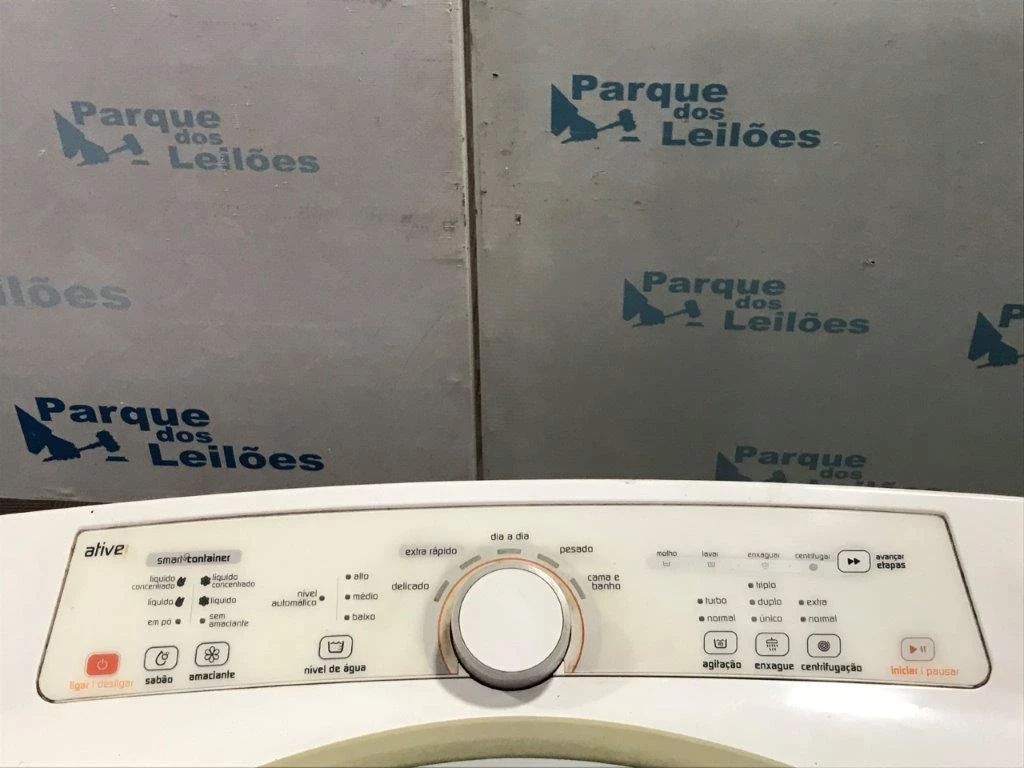 Parque
dos
Leilões
Parque
dos
Leilões
ilões
Parque
dos
Leilões
P
Parque
dos
Leilões
Parque
dos
Leilões
ative!
smart container
líquido
concentrado
líquido
concentrado
líquido
líquido
em pó
sem
amaciante
ligar | desligar
sabão
amaciante
nível
automático
alto
médio
baixo
nível de água
delicado
extra rápido
dia a dia
pesado
cama e
banho
molho
lavar
enxaguar
centrifugar
avançar
etapas
triplo
turbo
duplo
extra
normal
único
normal
agitação
enxague
centrifugação
iniciar | pausar